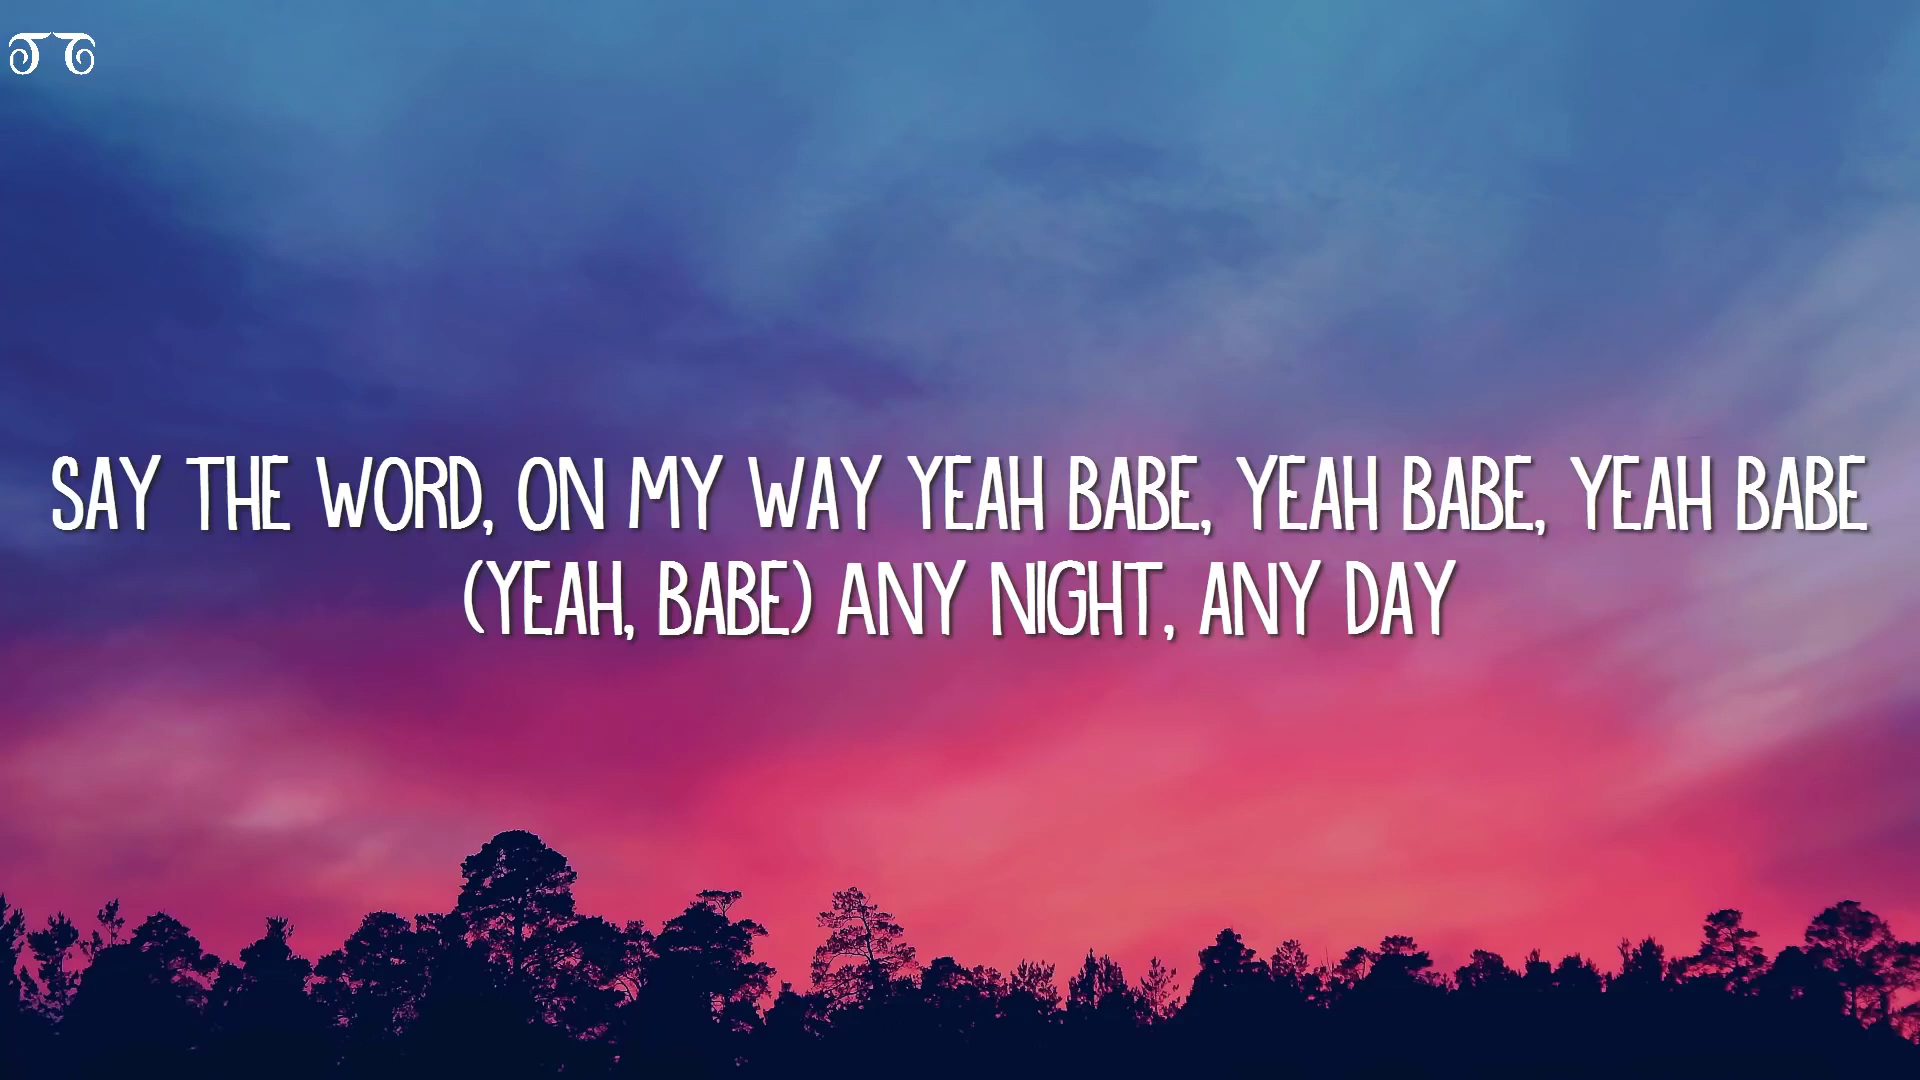 SAY THE WORD, ON MY WAY YEAH BABE, YEAH BABE, YEAH BABE
(YEAH, BABE) ANY NIGHT, ANY DAY